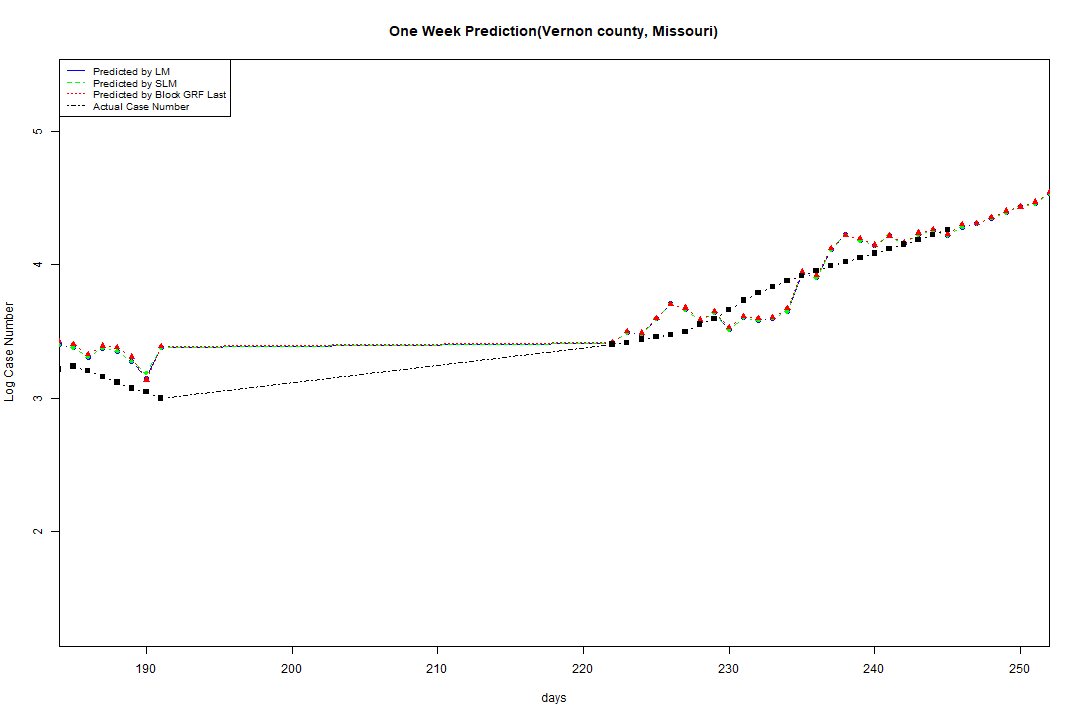 One Week Prediction(Vernon county, Missouri)
Predicted by LM
Predicted by SLM
Predicted by Block GRF Last
Actual Case Number
5
4
3
2
Log Case Number
190 200 210 220 230 240 250
days